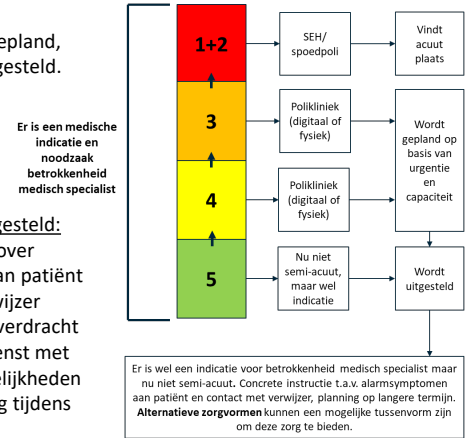 epland,
gesteld.
gesteld:
over
an patiënt
wijzer
verdracht
enst met
elijkheden
g tijdens
Er is een medische
indicatie en
noodzaak
betrokkenheid
medisch specialist
1+2
SEH/
spoedpoli
Vindt
acuut
plaats
3
Polikliniek
(digitaal of
fysiek)
Wordt
gepland op
basis van
urgentie
en
capaciteit
4
Polikliniek
(digitaal of
fysiek)
5
Nu niet
semi-acuut,
maar wel
indicatie
Wordt
uitgesteld
Er is wel een indicatie voor betrokkenheid medisch specialist maar
nu niet semi-acuut. Concrete instructie t.a.v. alarmsymptomen
aan patiënt en contact met verwijzer, planning op langere termijn.
Alternatieve zorgvormen kunnen een mogelijke tussenvorm zijn
om deze zorg te bieden.